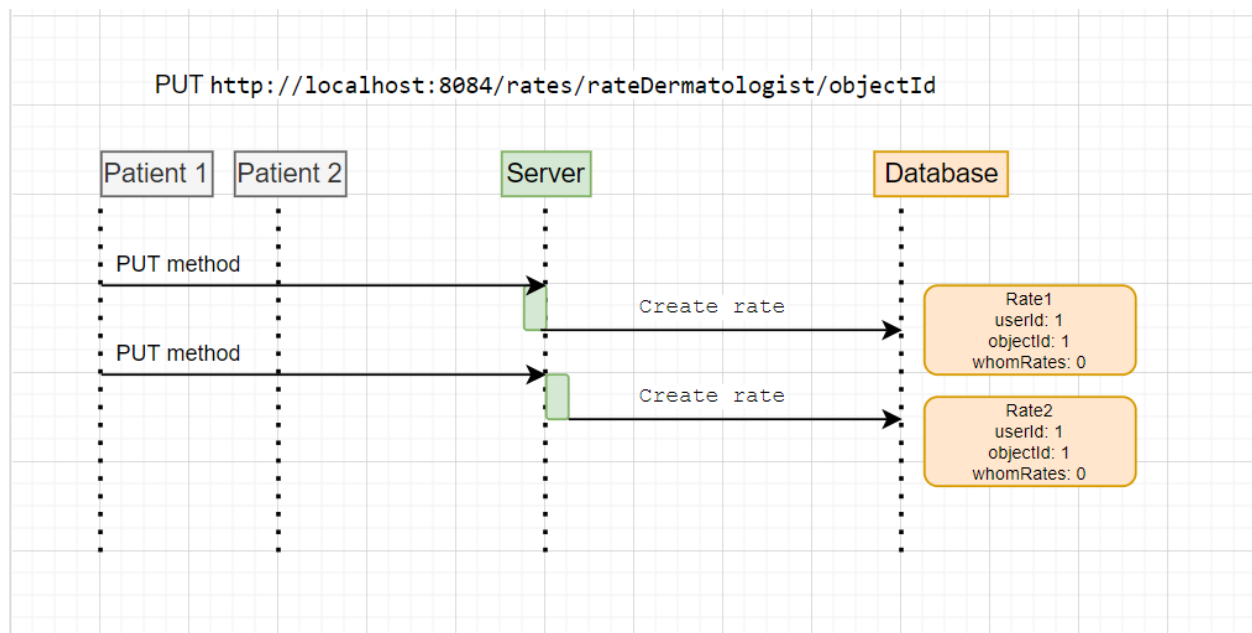 PUT http://localhost:8084/rates/rateDermatologist/objectId
Patient 1
Patient 2
Server
Database
PUT method
Create rate
Rate1
userId: 1
objectId: 1
whomRates: 0
PUT method
Create rate
Rate2
userId: 1
objectId: 1
whomRates: 0